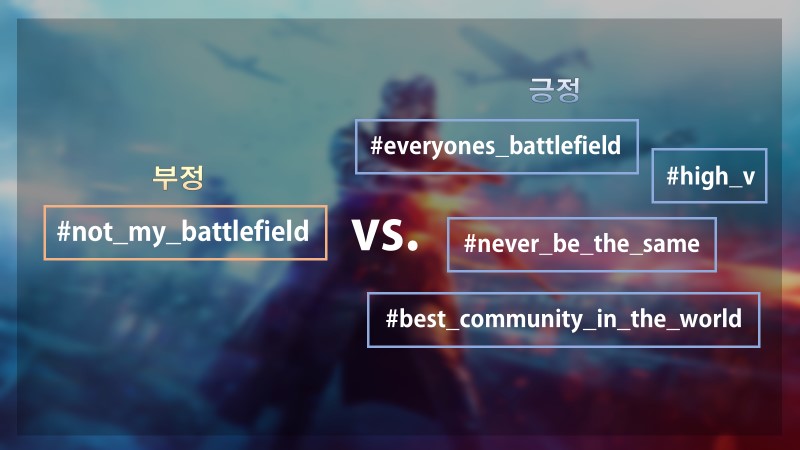 부정
#not_my_battlefield
vs.
긍정
#everyones_battlefield
#high_v
#never_be_the_same
#best_community_in_the_world